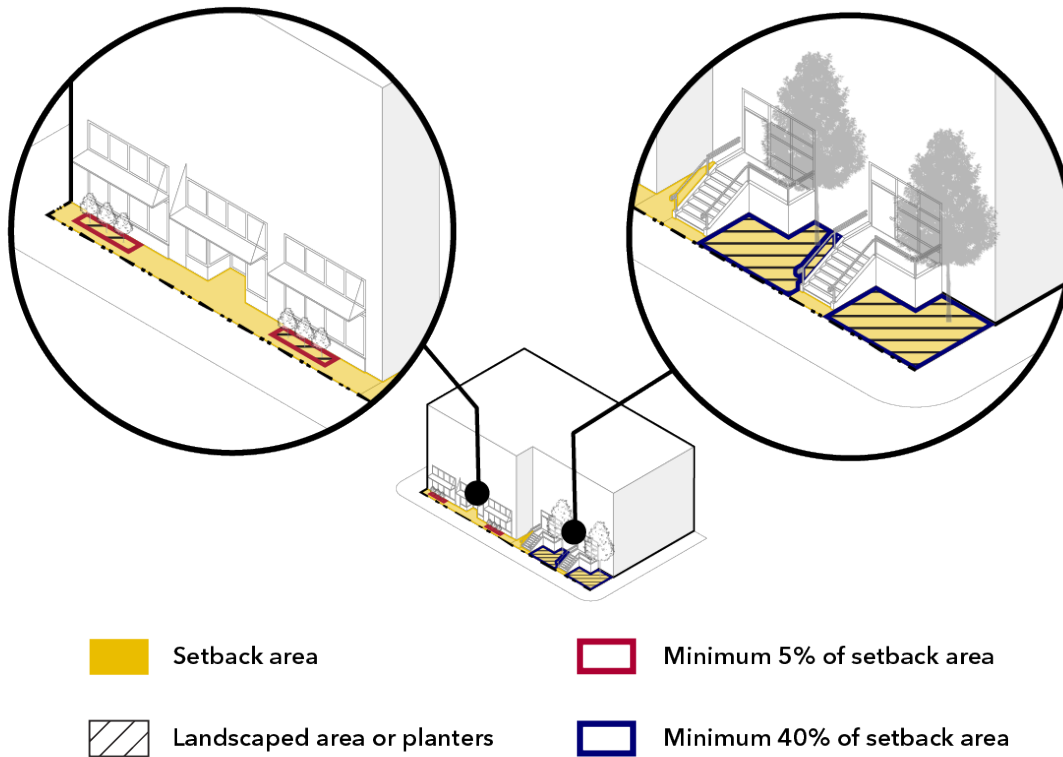 Setback area
Minimum 5% of setback area
Landscaped area or planters
Minimum 40% of setback area